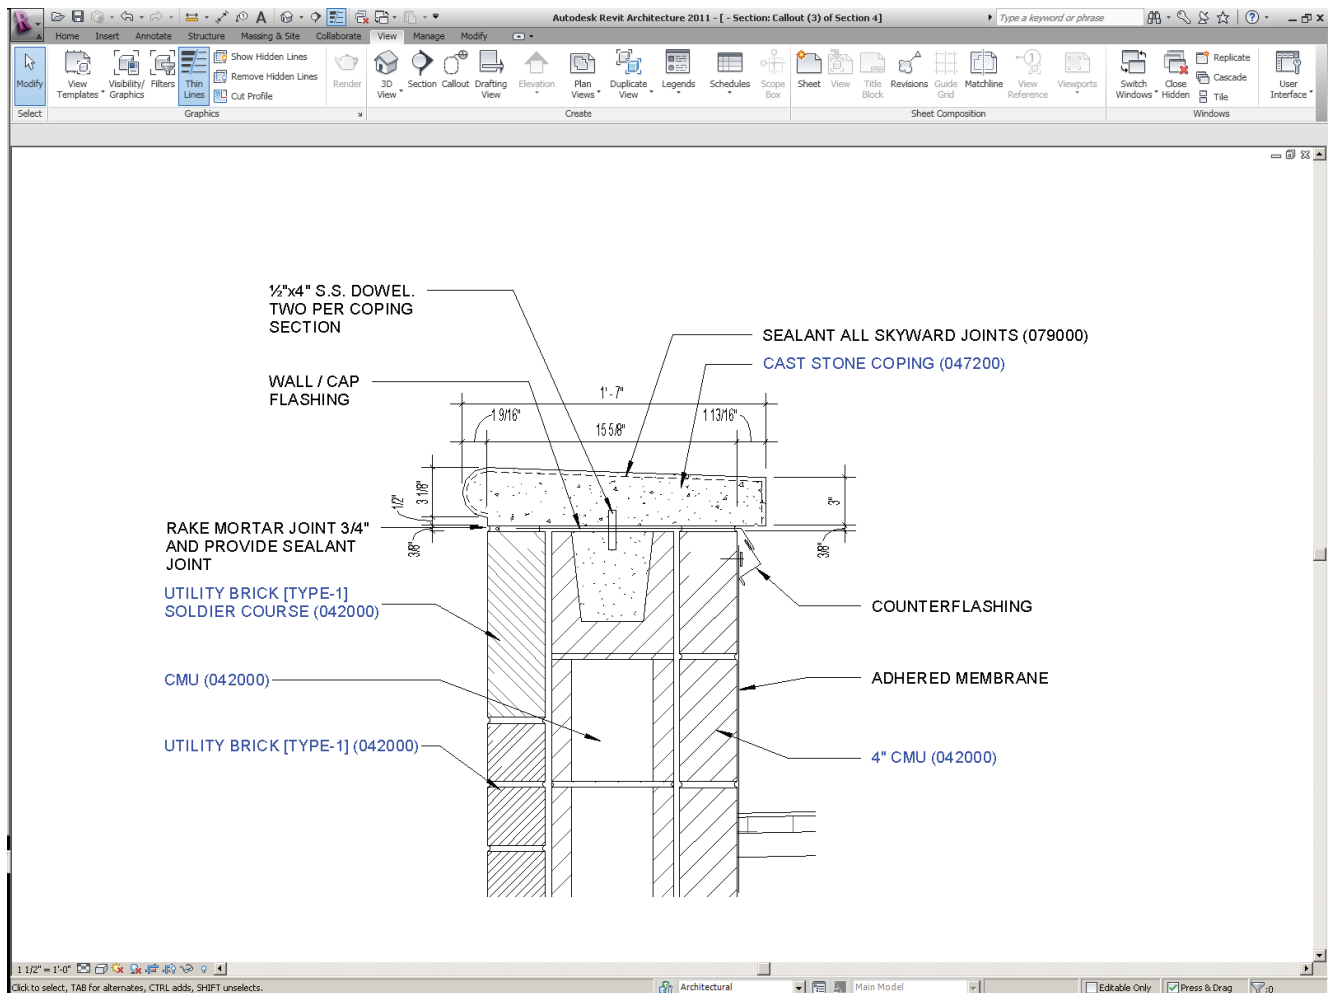 Autodesk Revit Architecture 2011 - [ - Section: Callout (3) of Section 4]
Type a keyword or phrase
Home Insert Annotate Structure Massing & Site Collaborate View Manage Modify
Modify
View Templates
Visibility/ Graphics
Filters
Thin Lines
Show Hidden Lines
Remove Hidden Lines
Cut Profile
Render
3D View
Section
Callout
Drafting View
Elevation
Plan Views
Duplicate View
Legends
Schedules
Scope Box
Sheet
View
Title Block
Revisions
Guide Grid
Matchline
View Reference
Viewports
Switch Windows
Close Hidden
Replicate
Cascade
Tile
User Interface
Select Graphics Create Sheet Composition Windows
½"x4" S.S. DOWEL.
TWO PER COPING
SECTION
SEALANT ALL SKYWARD JOINTS (079000)
CAST STONE COPING (047200)
WALL / CAP
FLASHING
1' - 7"
1 9/16"
15 5/8"
1 13/16"
1/2"
3 1/8"
3/8"
3"
3/8"
RAKE MORTAR JOINT 3/4"
AND PROVIDE SEALANT
JOINT
UTILITY BRICK [TYPE-1]
SOLDIER COURSE (042000)
COUNTERFLASHING
CMU (042000)
ADHERED MEMBRANE
UTILITY BRICK [TYPE-1] (042000)
4" CMU (042000)
1 1/2" = 1'-0"
Click to select, TAB for alternates, CTRL adds, SHIFT unselects.
Architectural
Main Model
Editable Only
Press & Drag
:0